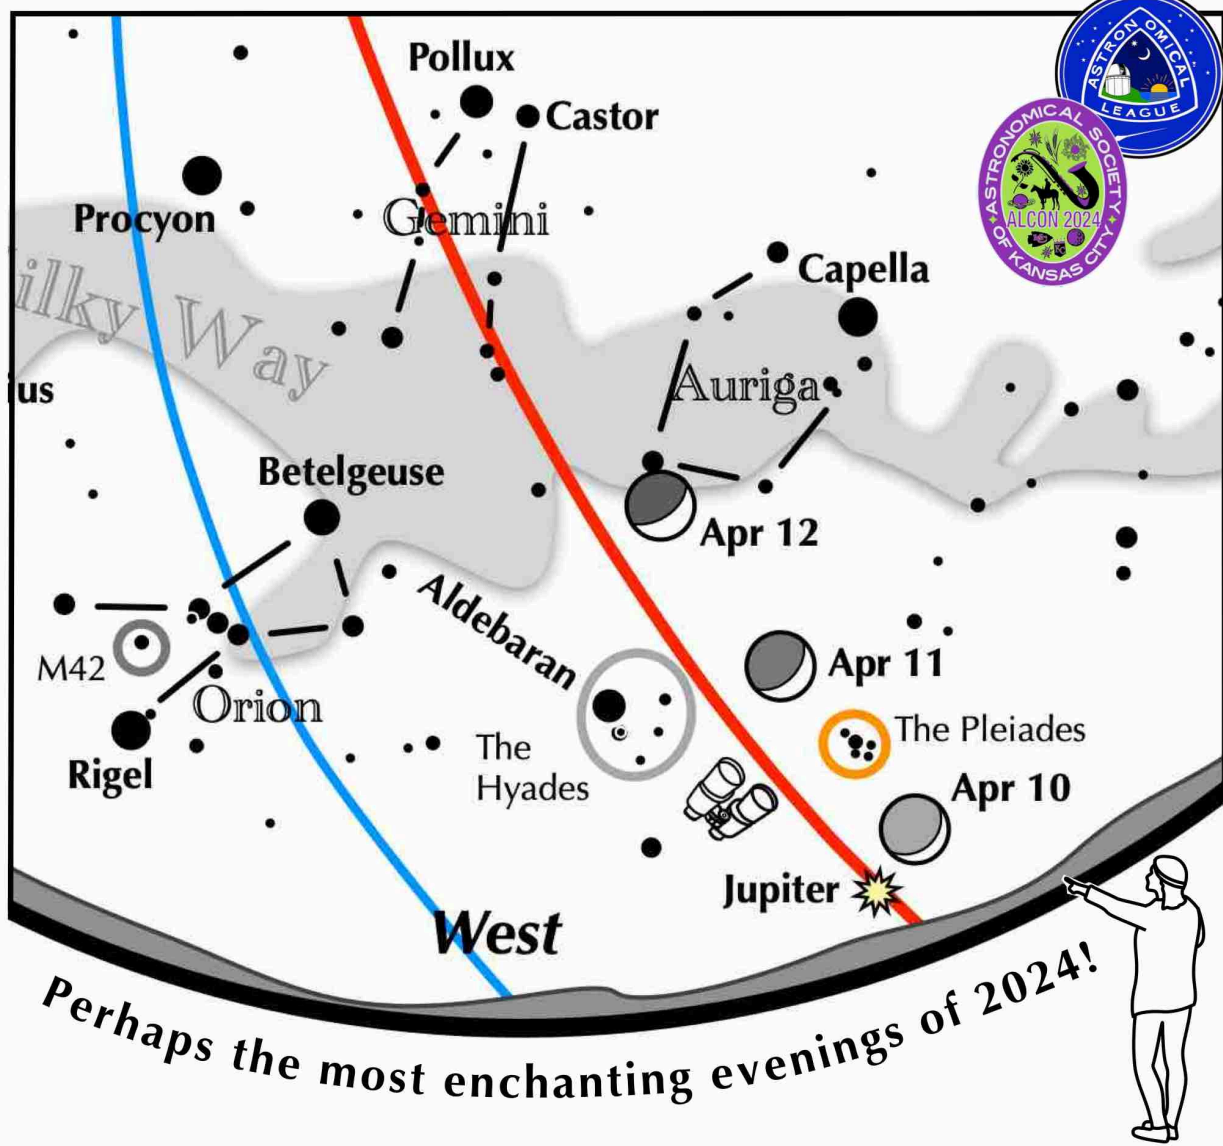 Pollux
Castor
ASTRONOMICAL
LEAGUE
ASTRONOMICAL SOCIETY
OF KANSAS CITY
ALCON 2024
Procyon
Gemini
Capella
ilky Way
Auriga
ius
Betelgeuse
Apr 12
Aldebaran
Apr 11
M42
Orion
The Pleiades
The
Hyades
Rigel
Apr 10
Jupiter
West
Perhaps the most enchanting evenings of 2024!